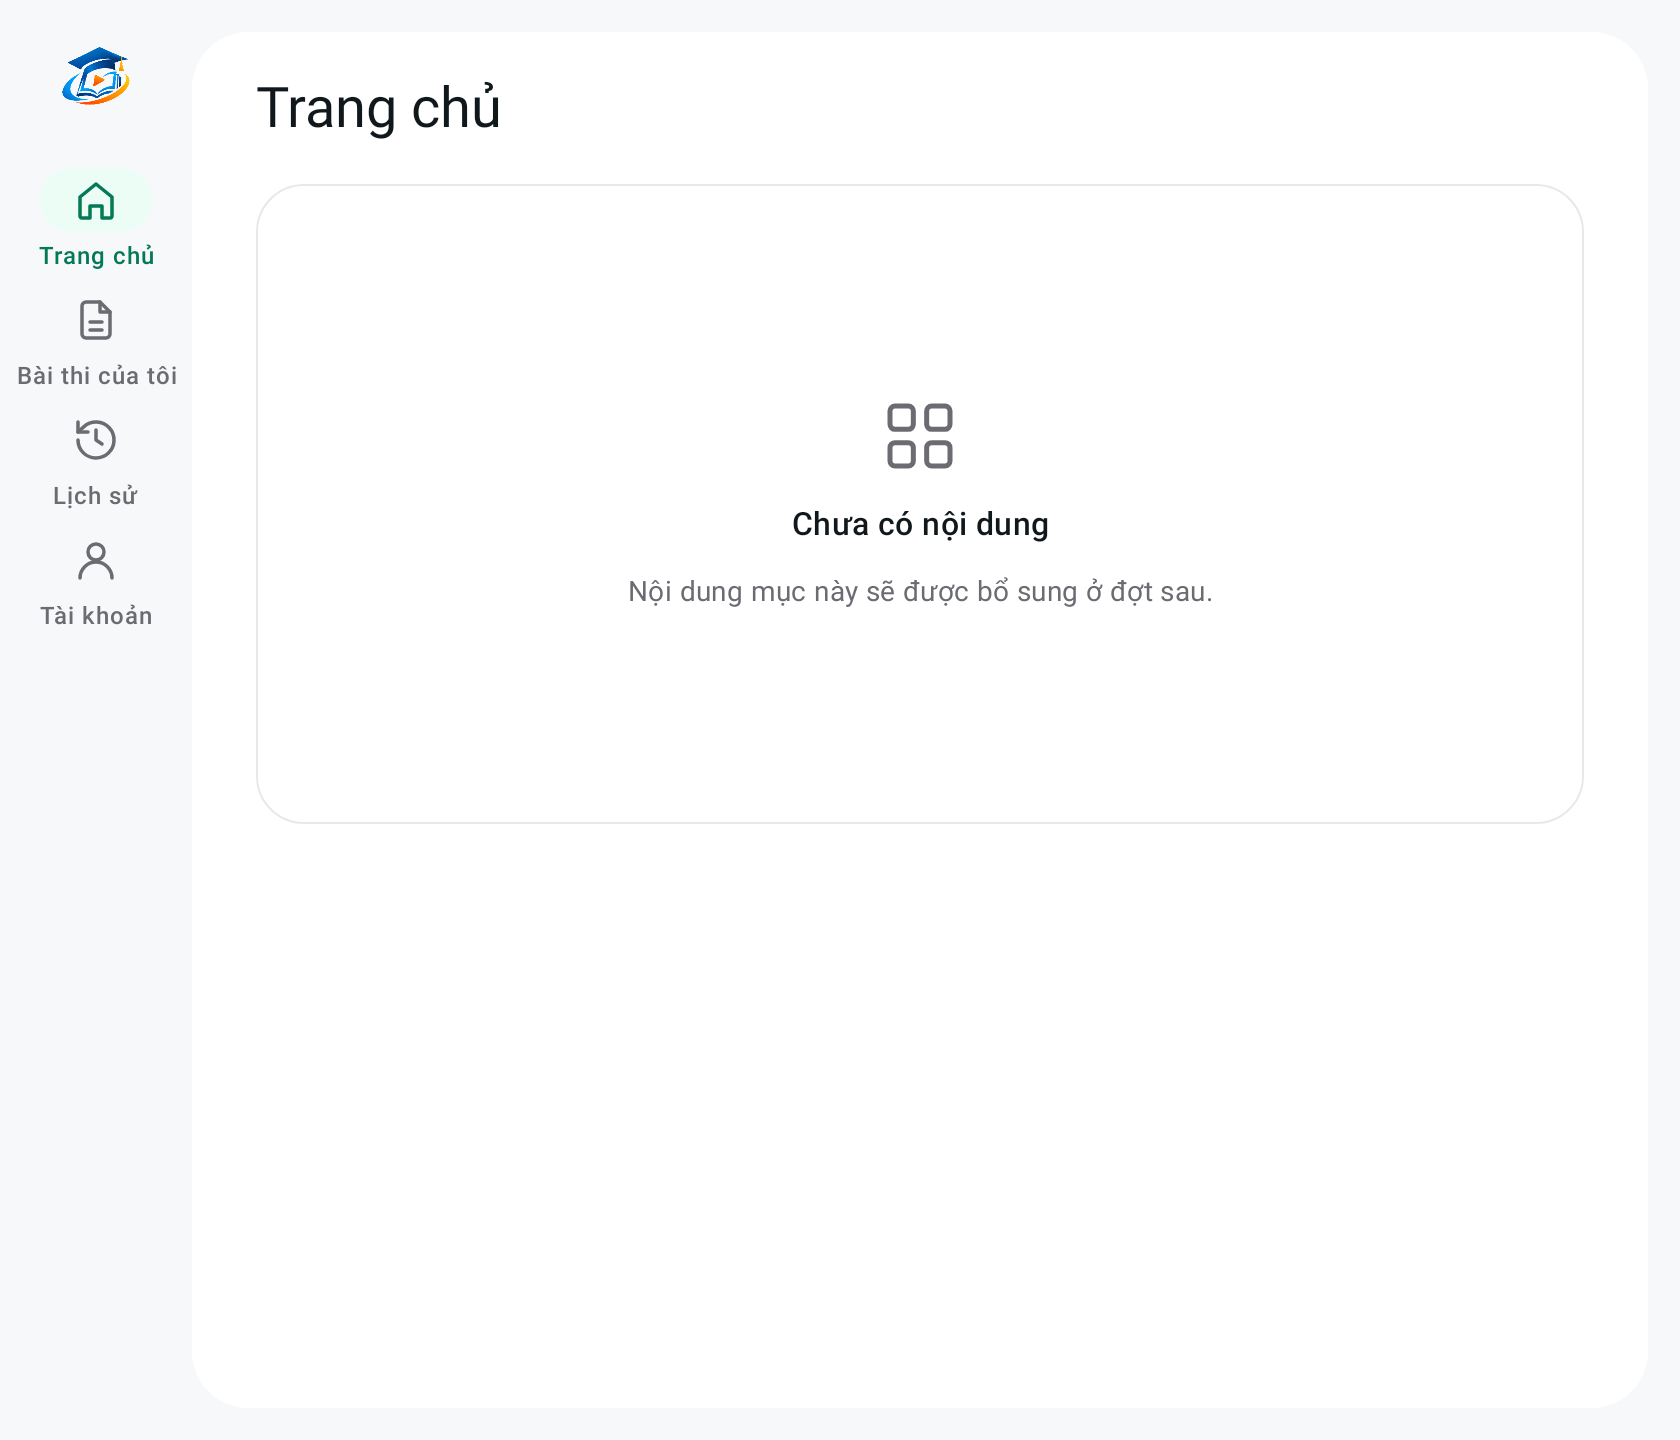 Trang chủ
Trang chủ
Bài thi của tôi
Lịch sử
Tài khoản
Chưa có nội dung
Nội dung mục này sẽ được bổ sung ở đợt sau.